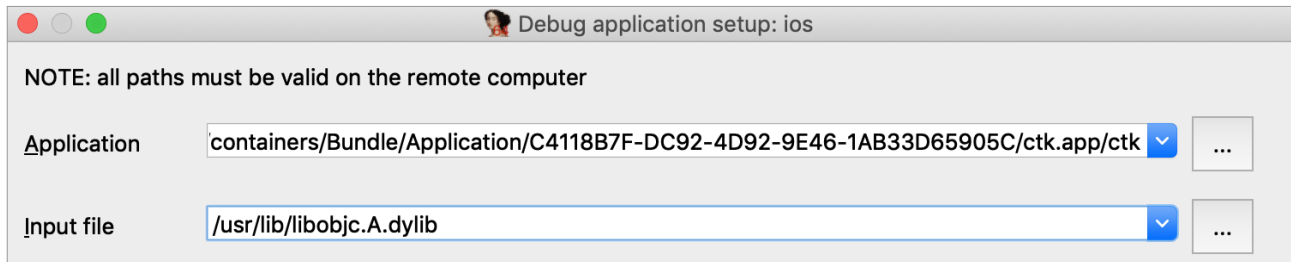 Debug application setup: ios
NOTE: all paths must be valid on the remote computer
Application /containers/Bundle/Application/C4118B7F-DC92-4D92-9E46-1AB33D65905C/ctk.app/ctk ...
Input file /usr/lib/libobjc.A.dylib ...